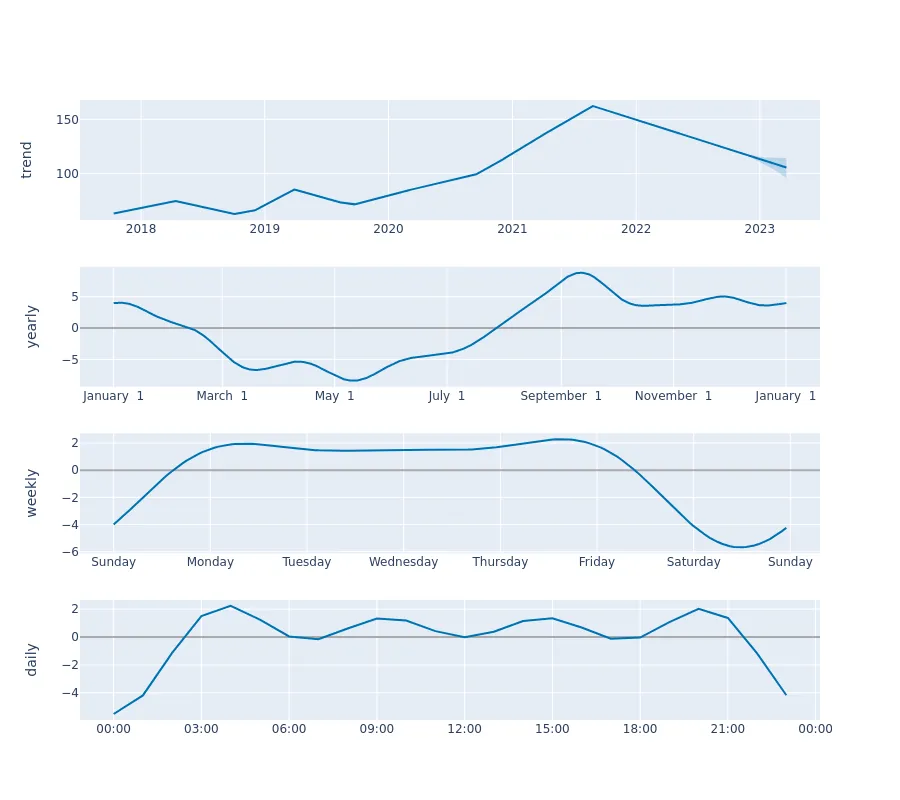 trend
150
100
2018 2019 2020 2021 2022 2023
yearly
5
0
−5
January 1 March 1 May 1 July 1 September 1 November 1 January 1
weekly
2
0
−2
−4
−6
Sunday Monday Tuesday Wednesday Thursday Friday Saturday Sunday
daily
2
0
−2
−4
00:00 03:00 06:00 09:00 12:00 15:00 18:00 21:00 00:00